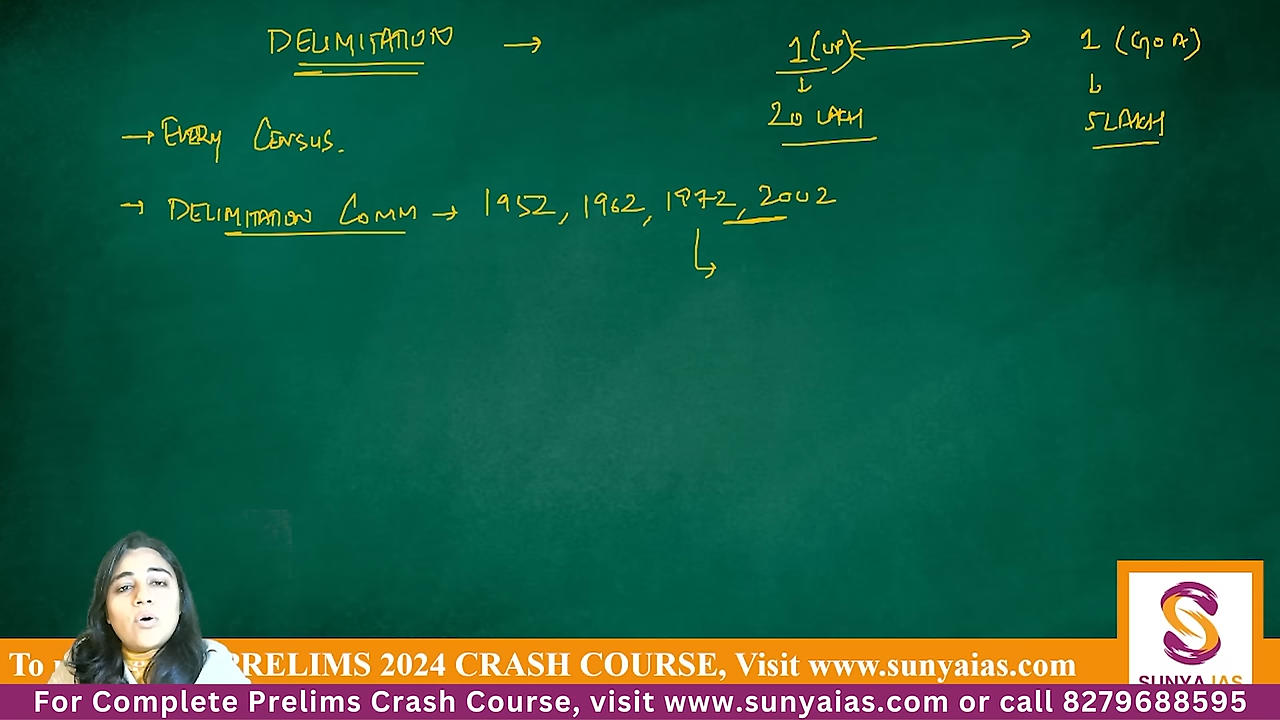 DELIMITATION →
1 (UP) ↔ 1 (GOA)
↓ ↓
20 LAKH 5 LAKH
→ EVERY CENSUS.
→ DELIMITATION COMM → 1952, 1962, 1972, 2002
To PRELIMS 2024 CRASH COURSE, Visit www.sunyaias.com
SUNYA IAS
For Complete Prelims Crash Course, visit www.sunyaias.com or call 8279688595